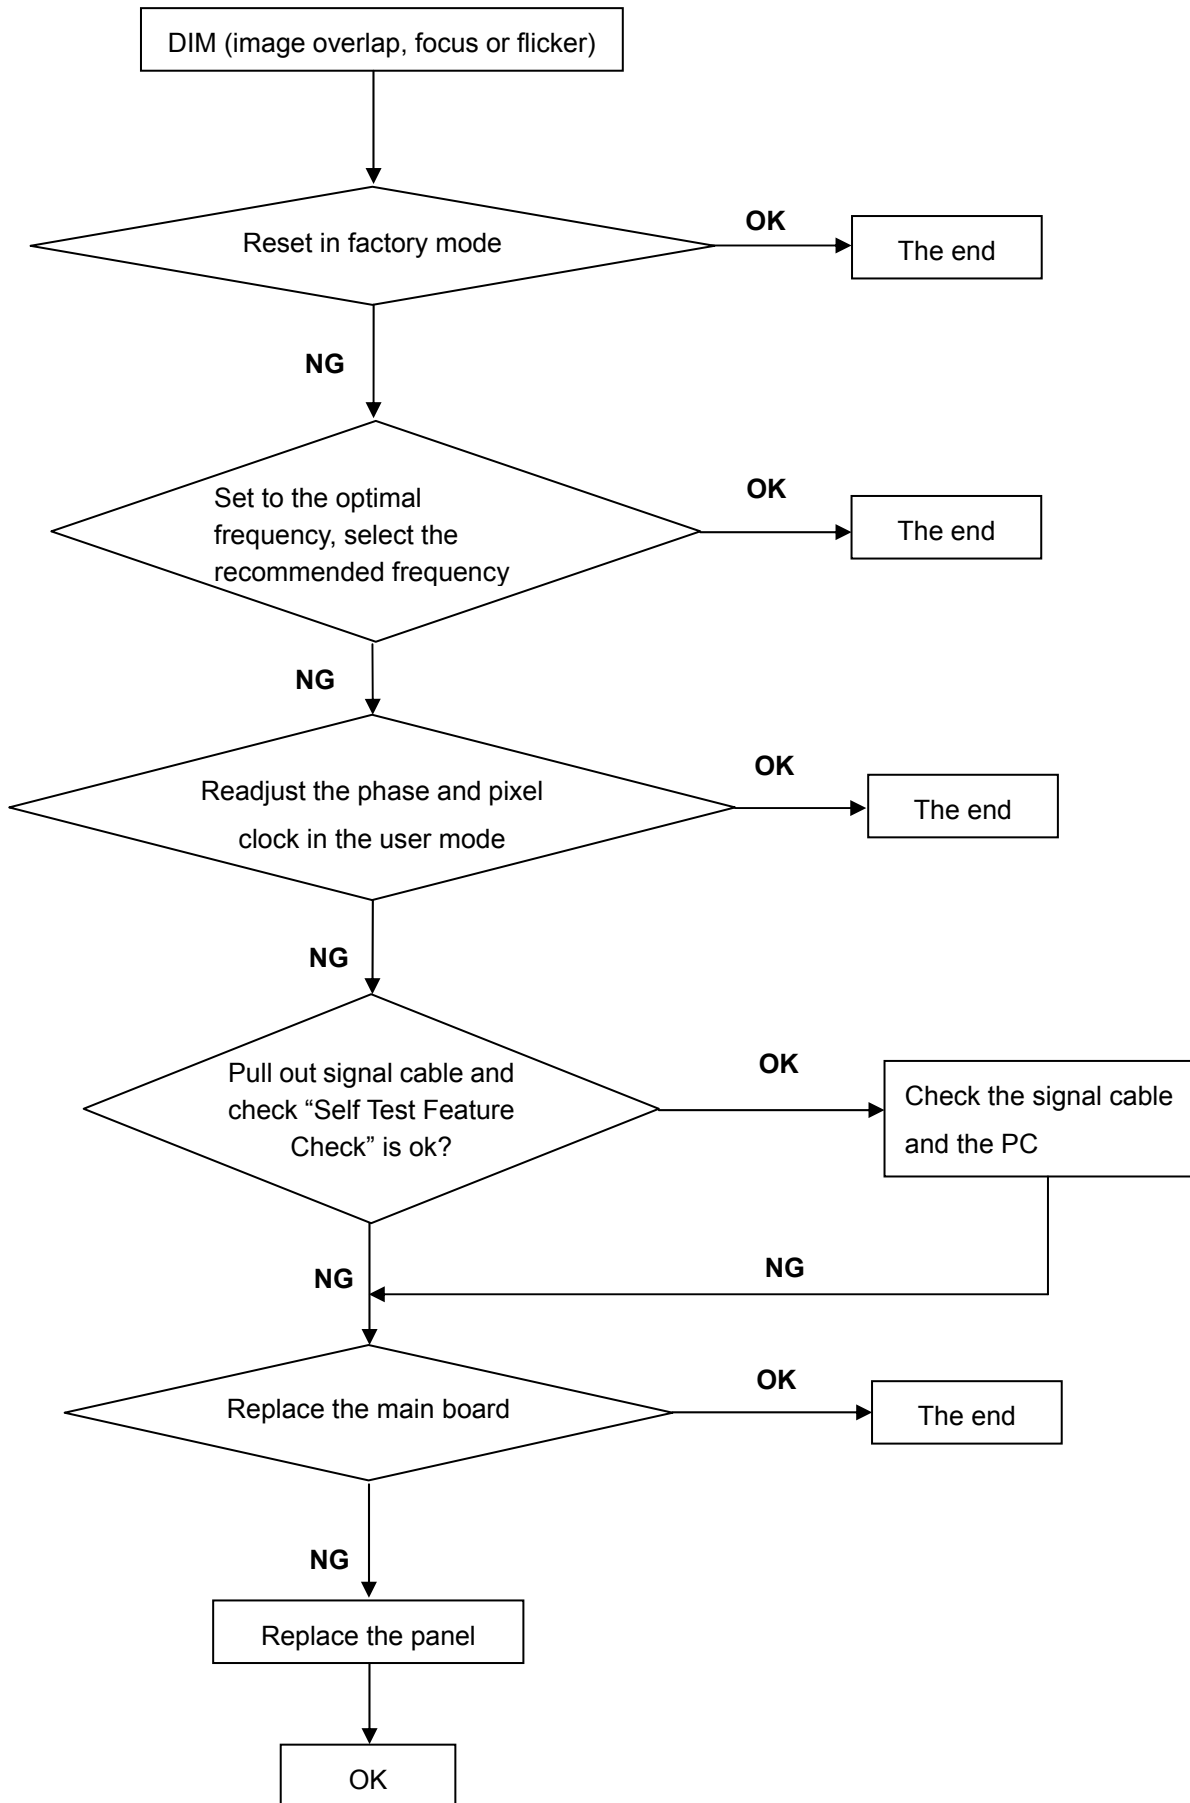 DIM (image overlap, focus or flicker)
Reset in factory mode
OK
The end
NG
Set to the optimal
frequency, select the
recommended frequency
OK
The end
NG
Readjust the phase and pixel
clock in the user mode
OK
The end
NG
Pull out signal cable and
check “Self Test Feature
Check” is ok?
OK
Check the signal cable
and the PC
NG
NG
Replace the main board
OK
The end
NG
Replace the panel
OK